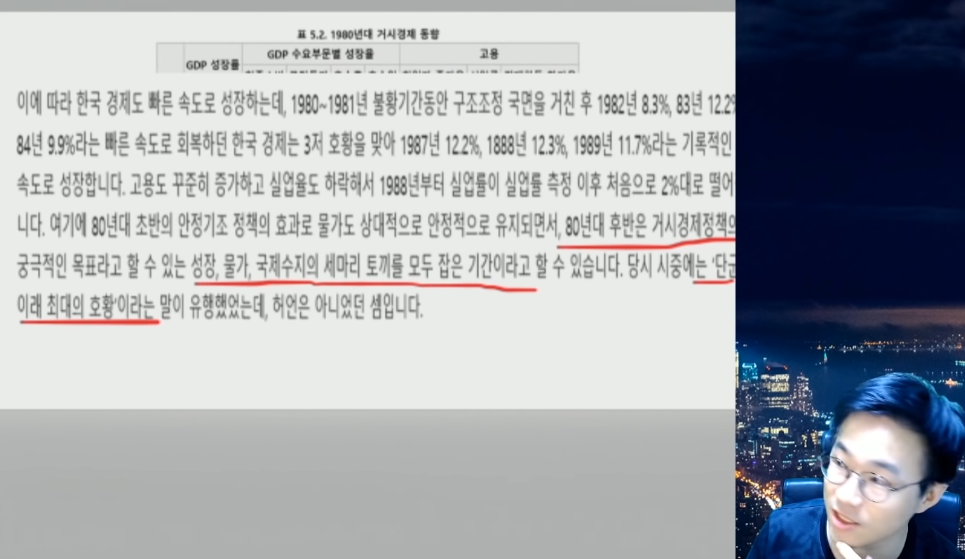 표 5.2. 1980년대 거시경제 동향
GDP 성장률 GDP 수요부문별 성장률 고용
이에 따라 한국 경제도 빠른 속도로 성장하는데, 1980~1981년 불황기간동안 구조조정 국면을 거친 후 1982년 8.3%, 83년 12.2%
84년 9.9%라는 빠른 속도로 회복하던 한국 경제는 3저 호황을 맞아 1987년 12.2%, 1888년 12.3%, 1989년 11.7%라는 기록적인
속도로 성장합니다. 고용도 꾸준히 증가하고 실업율도 하락해서 1988년부터 실업률이 실업률 측정 이후 처음으로 2%대로 떨어
니다. 여기에 80년대 초반의 안정기조 정책의 효과로 물가도 상대적으로 안정적으로 유지되면서, 80년대 후반은 거시경제정책의
궁극적인 목표라고 할 수 있는 성장, 물가, 국제수지의 세마리 토끼를 모두 잡은 기간이라고 할 수 있습니다. 당시 시중에는 '단군
이래 최대의 호황'이라는 말이 유행했었는데, 허언은 아니었던 셈입니다.